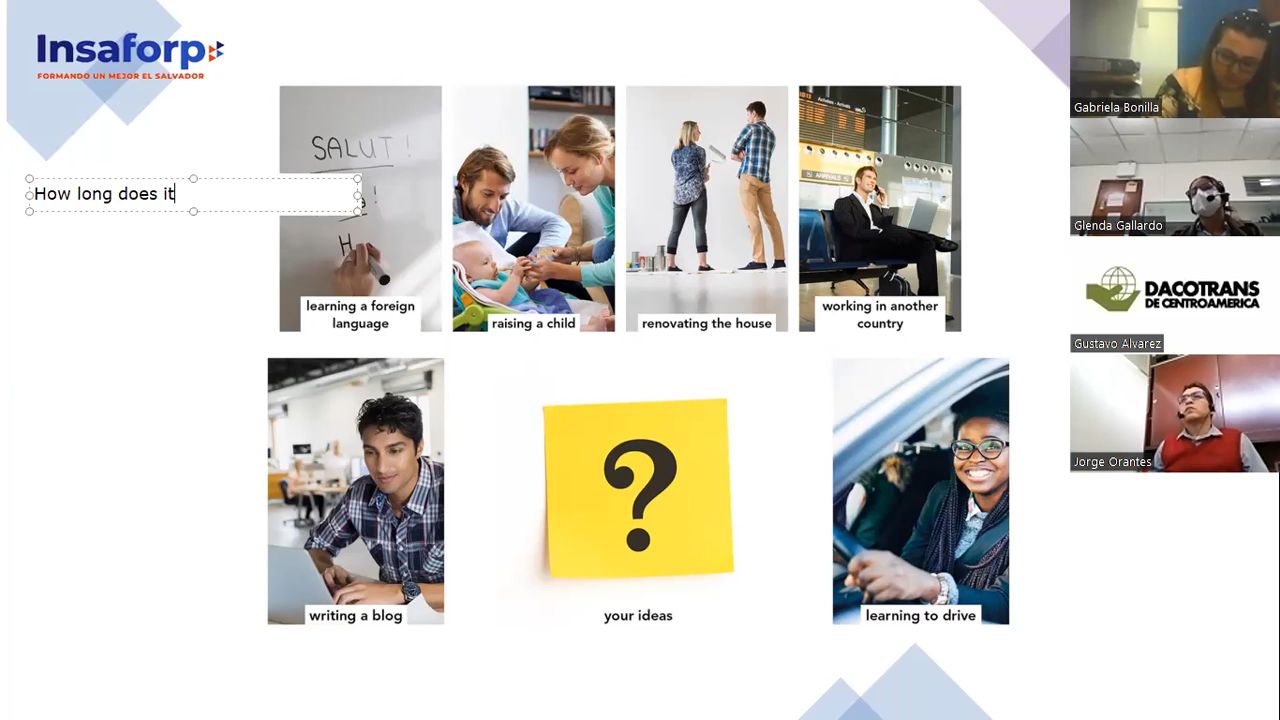 Insaforp
FORMANDO UN MEJOR EL SALVADOR
How long does it
SALUT !
!
H
learning a foreign
language
raising a child
renovating the house
ARRIVALS
working in another
country
writing a blog
?
your ideas
learning to drive
Gabriela Bonilla
Glenda Gallardo
DACOTRANS
DE CENTROAMERICA
Gustavo Alvarez
Jorge Orantes